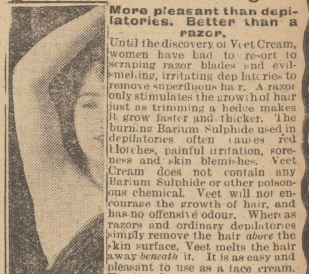 More pleasant than depi-
latories. Better than a
razor.
Until the discovery of Veet Cream,
women have had to re-ort to
scraping razor blades and evil-
smelling, irritating dep latories to
remove superfluous ha r. A razor
only stimulates the growth of hair
just as trimming a hedge makes
it grow faster and thicker. The
burning Barium Sulphide used in
depilatories often causes red
blotches, painful irritation, sore-
ness and skin blemishes. Veet
Cream does not contain any
Barium Sulphide or other poison-
ous chemical. Veet will not en-
courage the growth of hair, and
has no offensive odour. Whereas
razors and ordinary depilatories
simply remove the hair above the
skin surface, Veet melts the hair
away beneath it. It is as easy and
pleasant to use as a face cream.